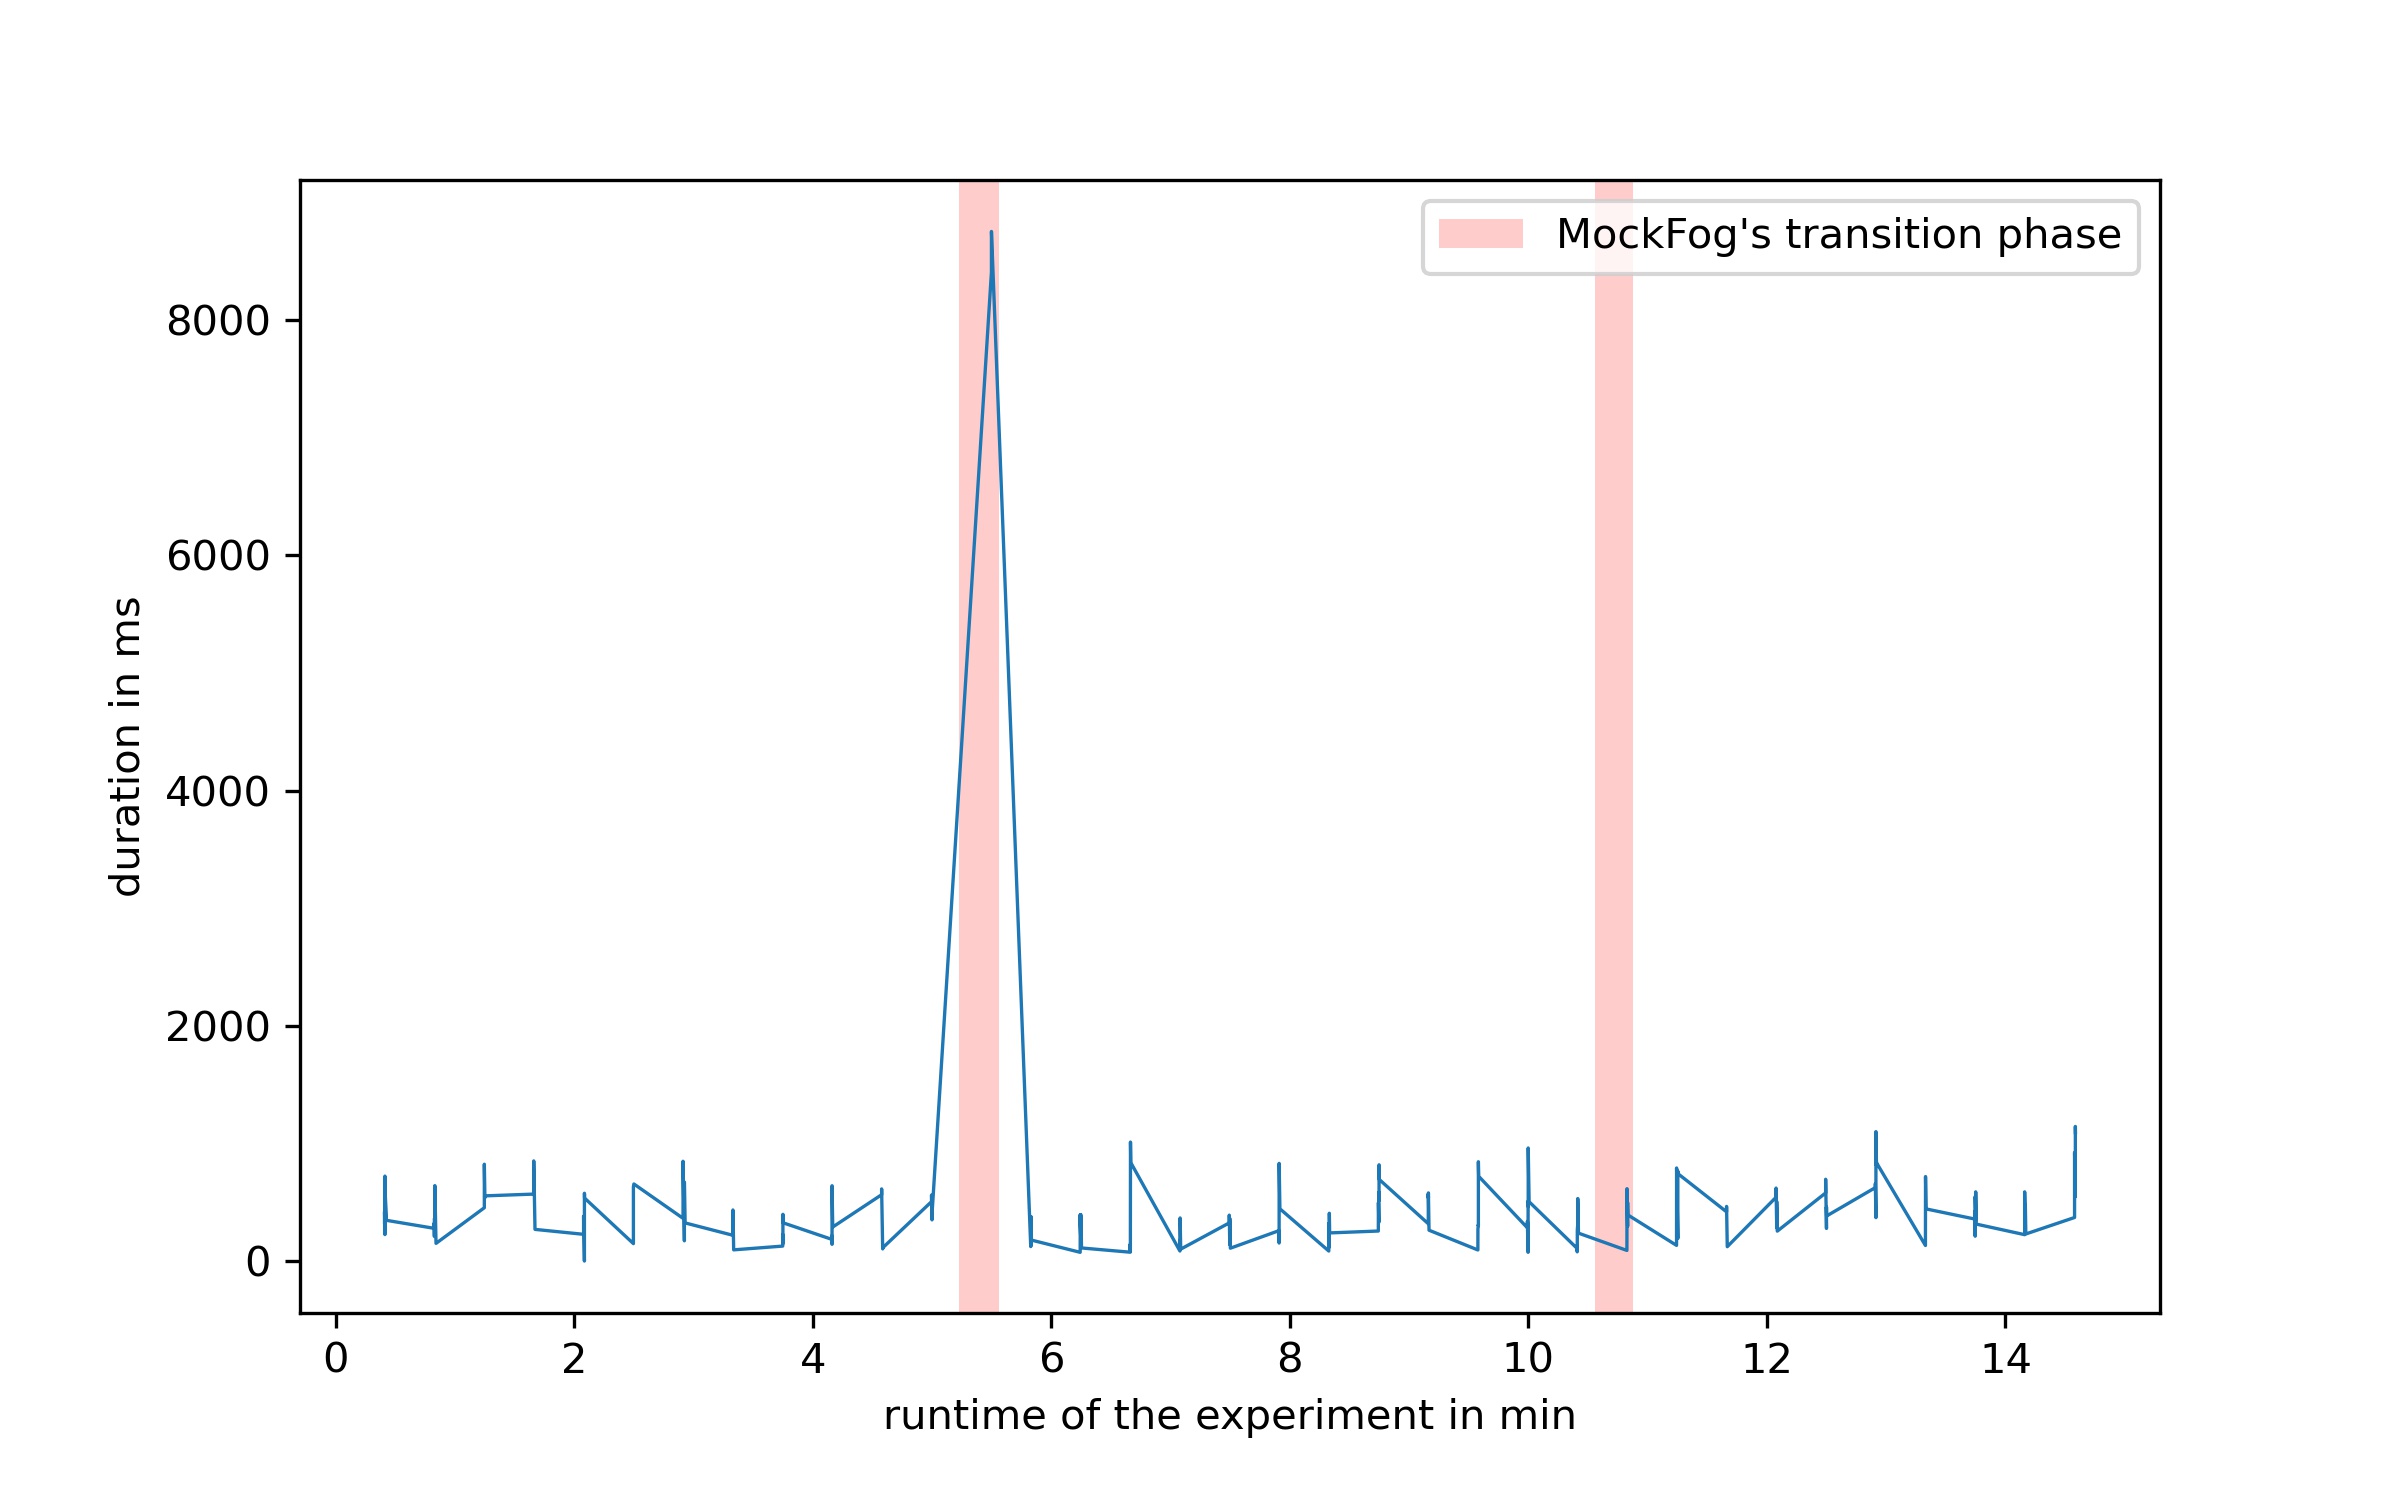 MockFog's transition phase
8000
6000
4000
2000
0
duration in ms
0 2 4 6 8 10 12 14
runtime of the experiment in min